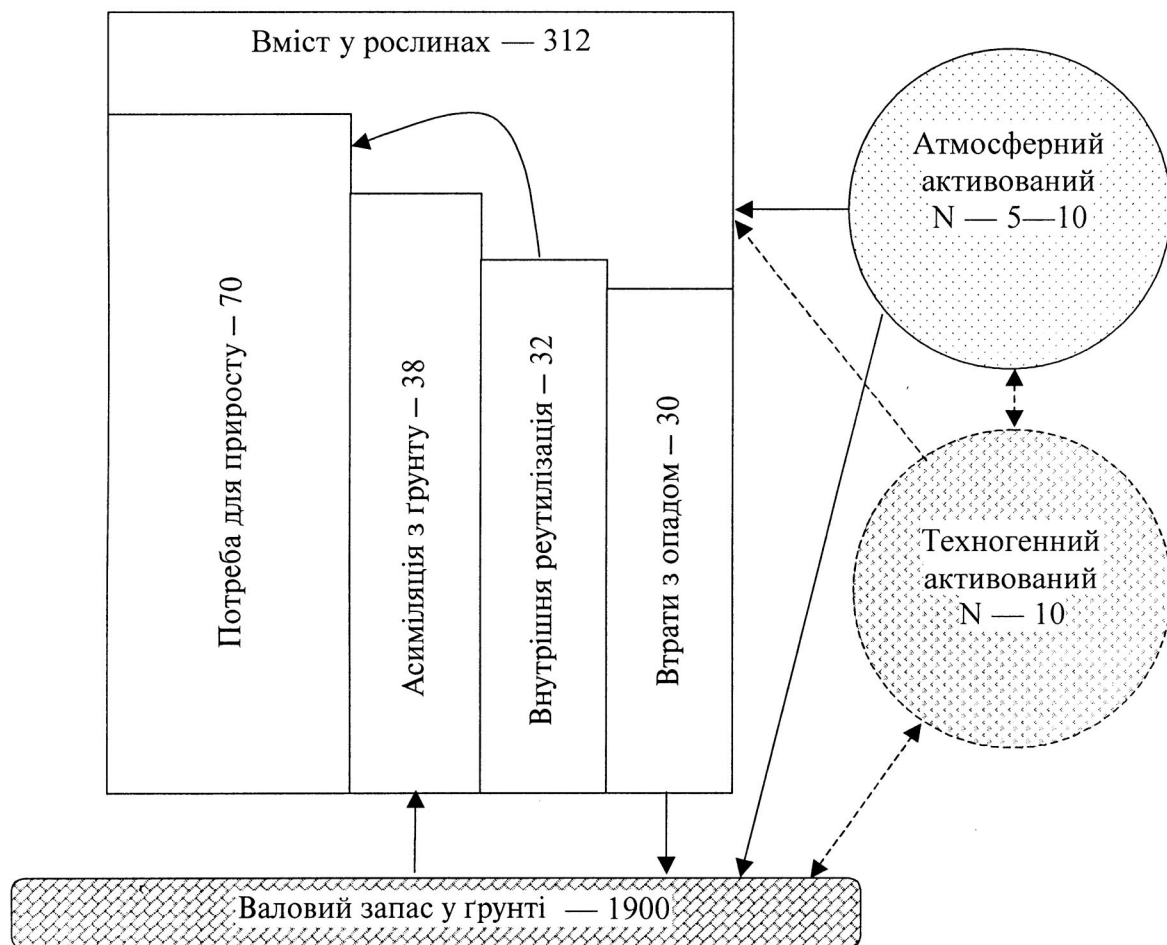 Вміст у рослинах — 312
Потреба для приросту – 70
Асиміляція з ґрунту – 38
Внутрішня реутилізація – 32
Втрати з опадом – 30
Атмосферний
активований
N — 5—10
Техногенний
активований
N — 10
Валовий запас у ґрунті — 1900